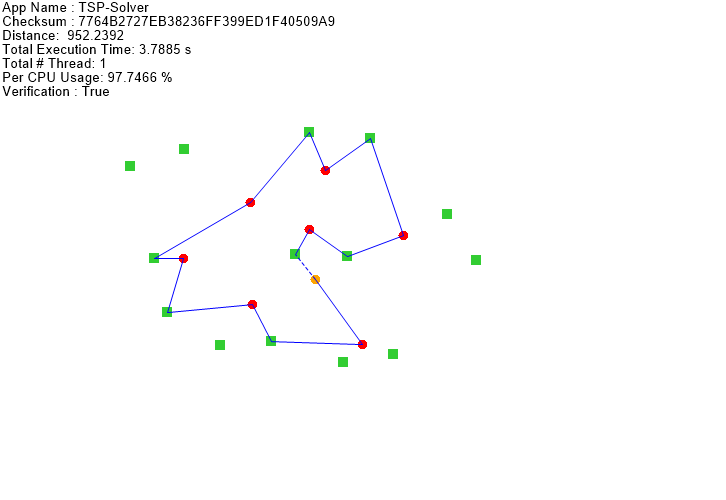 App Name : TSP-Solver
Checksum : 7764B2727EB38236FF399ED1F40509A9
Distance:  952.2392
Total Execution Time: 3.7885 s
Total # Thread: 1
Per CPU Usage: 97.7466 %
Verification : True